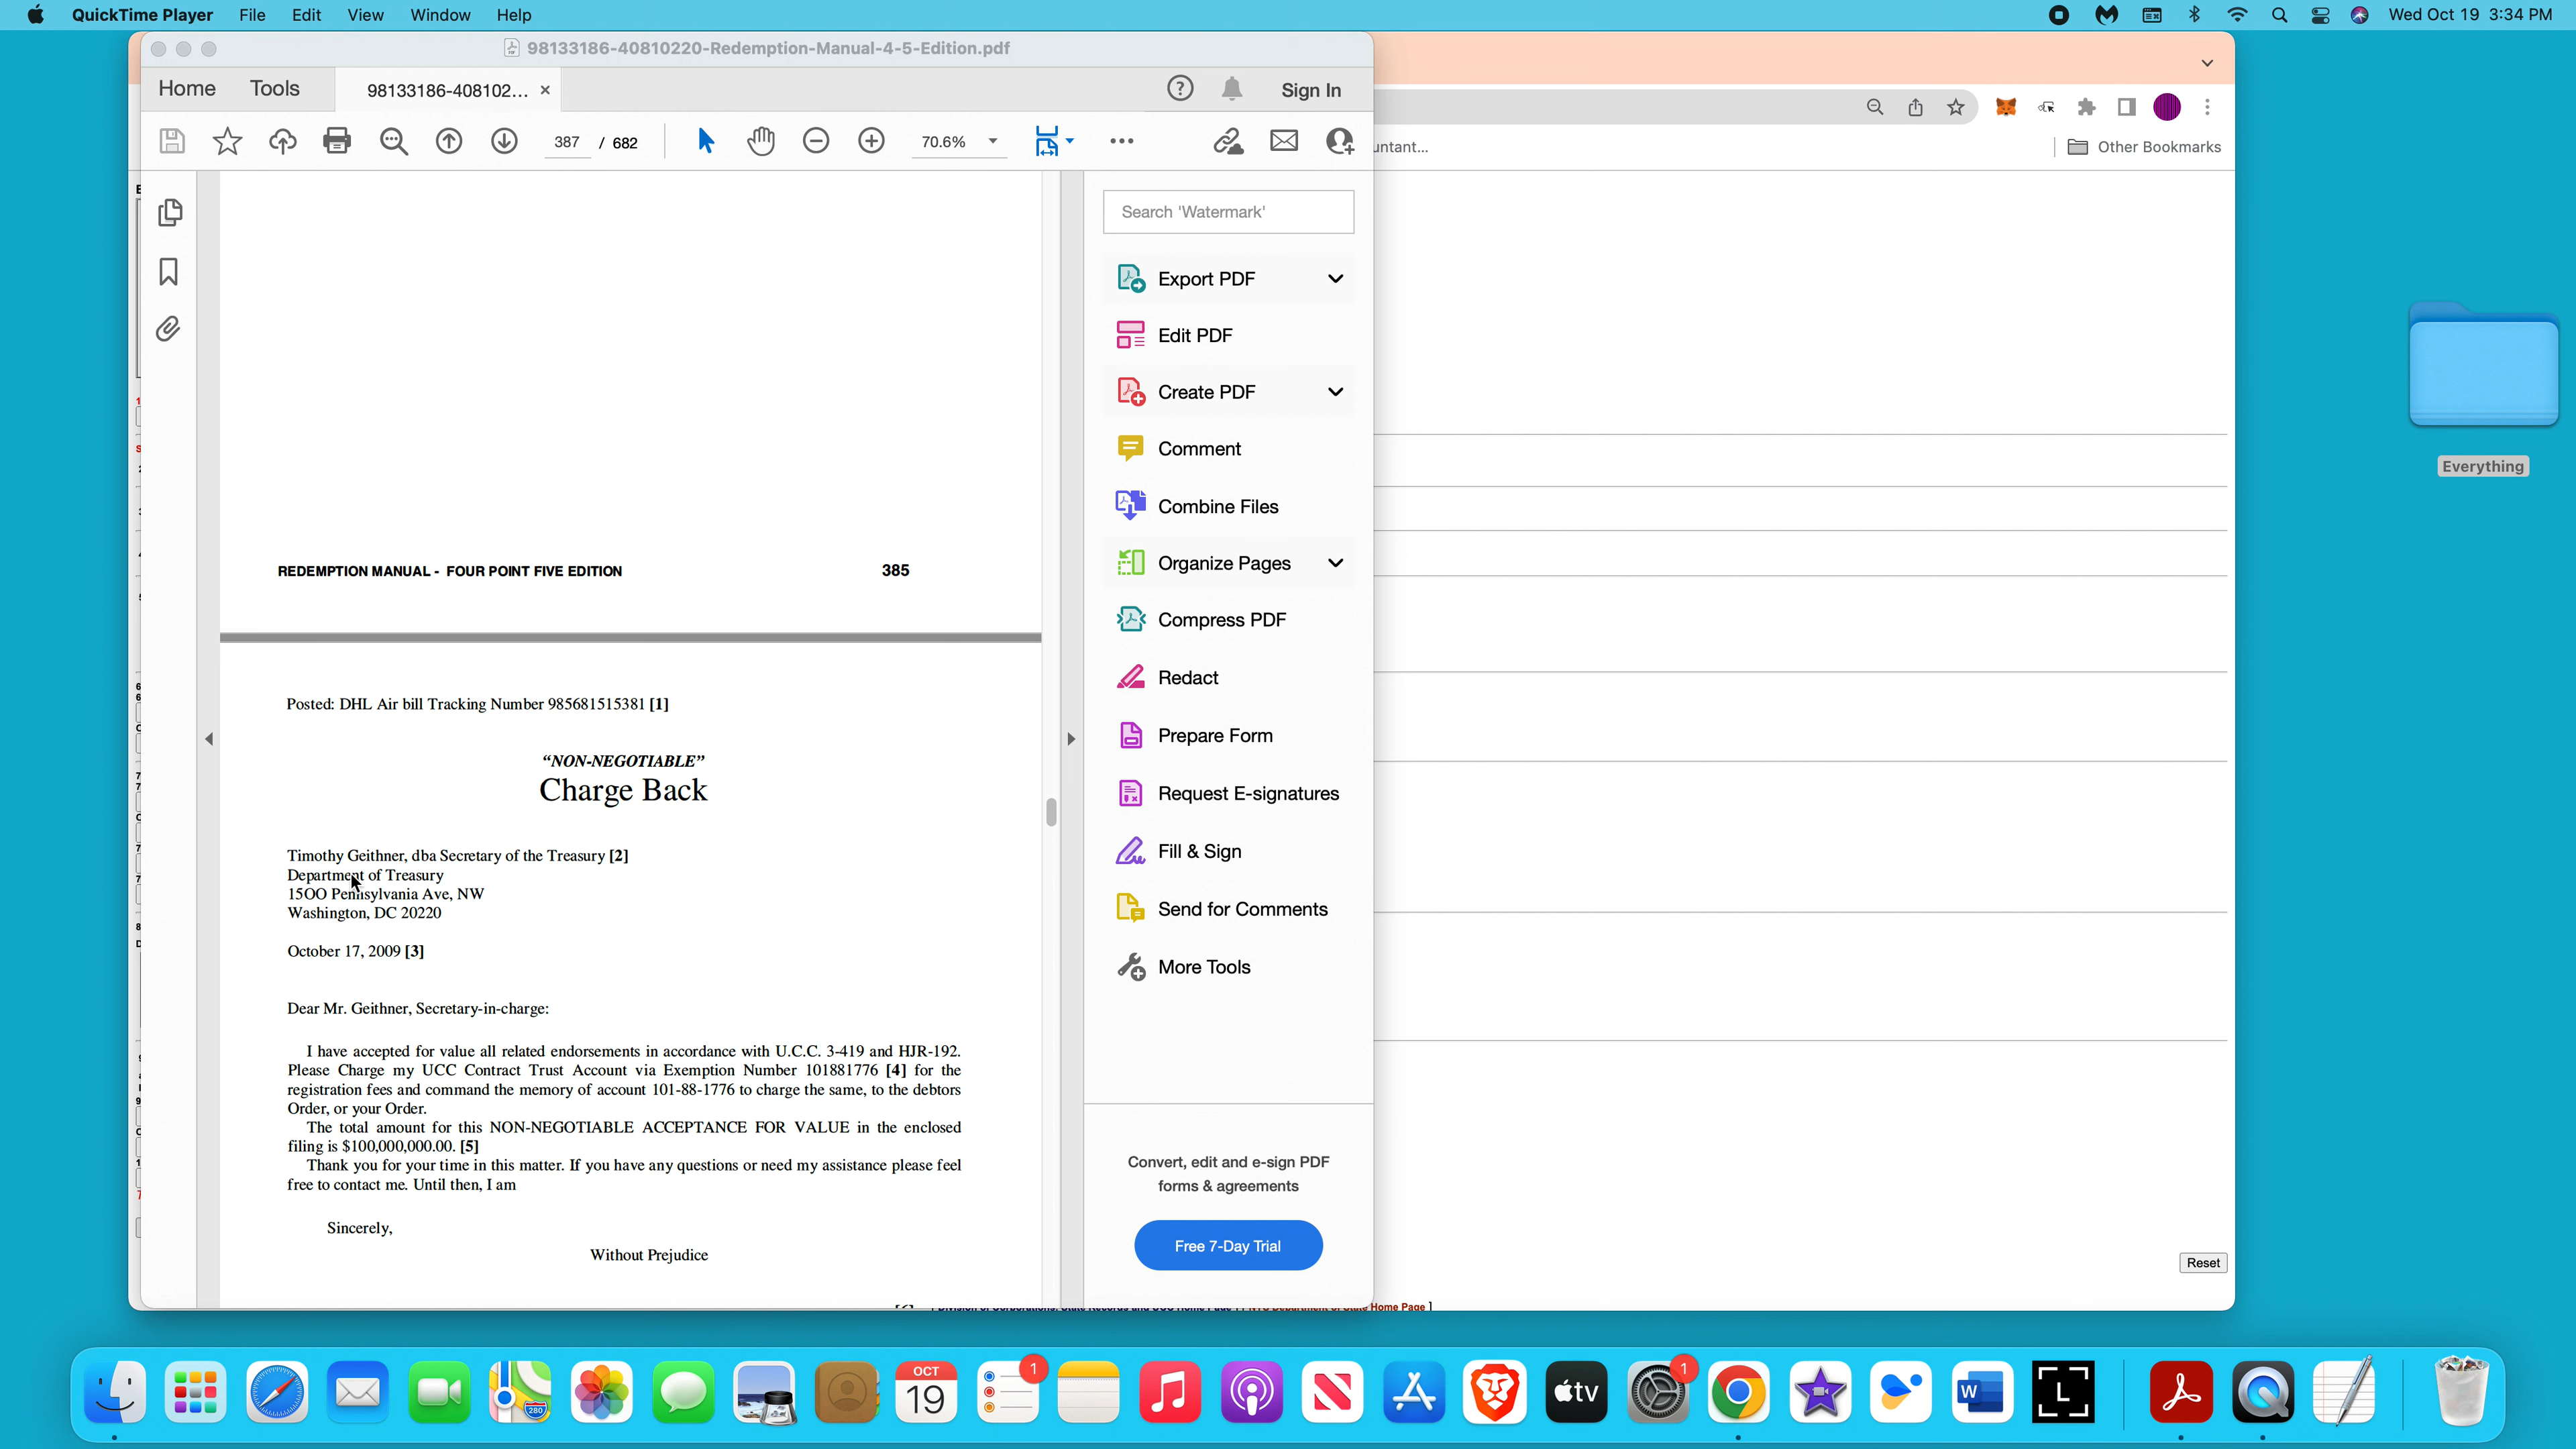 QuickTime Player File Edit View Window Help Wed Oct 19 3:34 PM
98133186-40810220-Redemption-Manual-4-5-Edition.pdf
Home Tools 98133186-408102... × Sign In
387 / 682 70.6%
untant...
Other Bookmarks
Search 'Watermark'
Export PDF
Edit PDF
Create PDF
Comment
Combine Files
Organize Pages
Compress PDF
Redact
Prepare Form
Request E-signatures
Fill & Sign
Send for Comments
More Tools
Convert, edit and e-sign PDF
forms & agreements
Free 7-Day Trial
REDEMPTION MANUAL - FOUR POINT FIVE EDITION 385
Posted: DHL Air bill Tracking Number 985681515381 [1]
“NON-NEGOTIABLE”
Charge Back
Timothy Geithner, dba Secretary of the Treasury [2]
Department of Treasury
15OO Pennsylvania Ave, NW
Washington, DC 20220
October 17, 2009 [3]
Dear Mr. Geithner, Secretary-in-charge:
I have accepted for value all related endorsements in accordance with U.C.C. 3-419 and HJR-192.
Please Charge my UCC Contract Trust Account via Exemption Number 101881776 [4] for the
registration fees and command the memory of account 101-88-1776 to charge the same, to the debtors
Order, or your Order.
The total amount for this NON-NEGOTIABLE ACCEPTANCE FOR VALUE in the enclosed
filing is $100,000,000.00. [5]
Thank you for your time in this matter. If you have any questions or need my assistance please feel
free to contact me. Until then, I am
Sincerely,
Without Prejudice
Reset
Home Page ]
Everything
OCT
19
1
280
tv
1
W
L